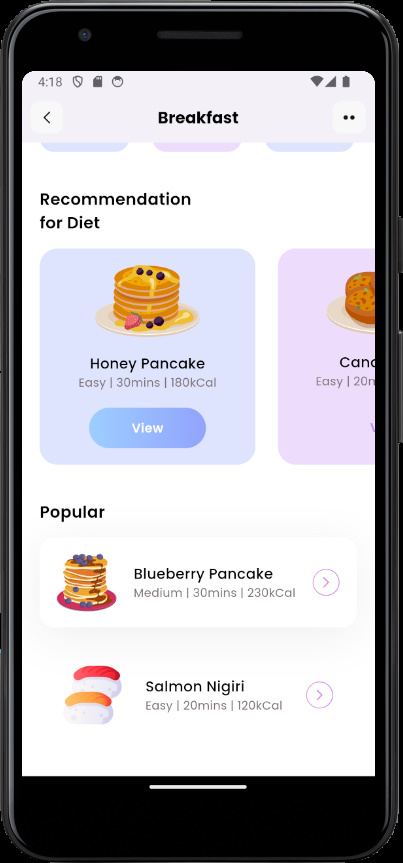 4:18
Breakfast
Recommendation
for Diet
Honey Pancake
Easy | 30mins | 180kCal
View
Easy | 20m
Popular
Blueberry Pancake
Medium | 30mins | 230kCal
Salmon Nigiri
Easy | 20mins | 120kCal